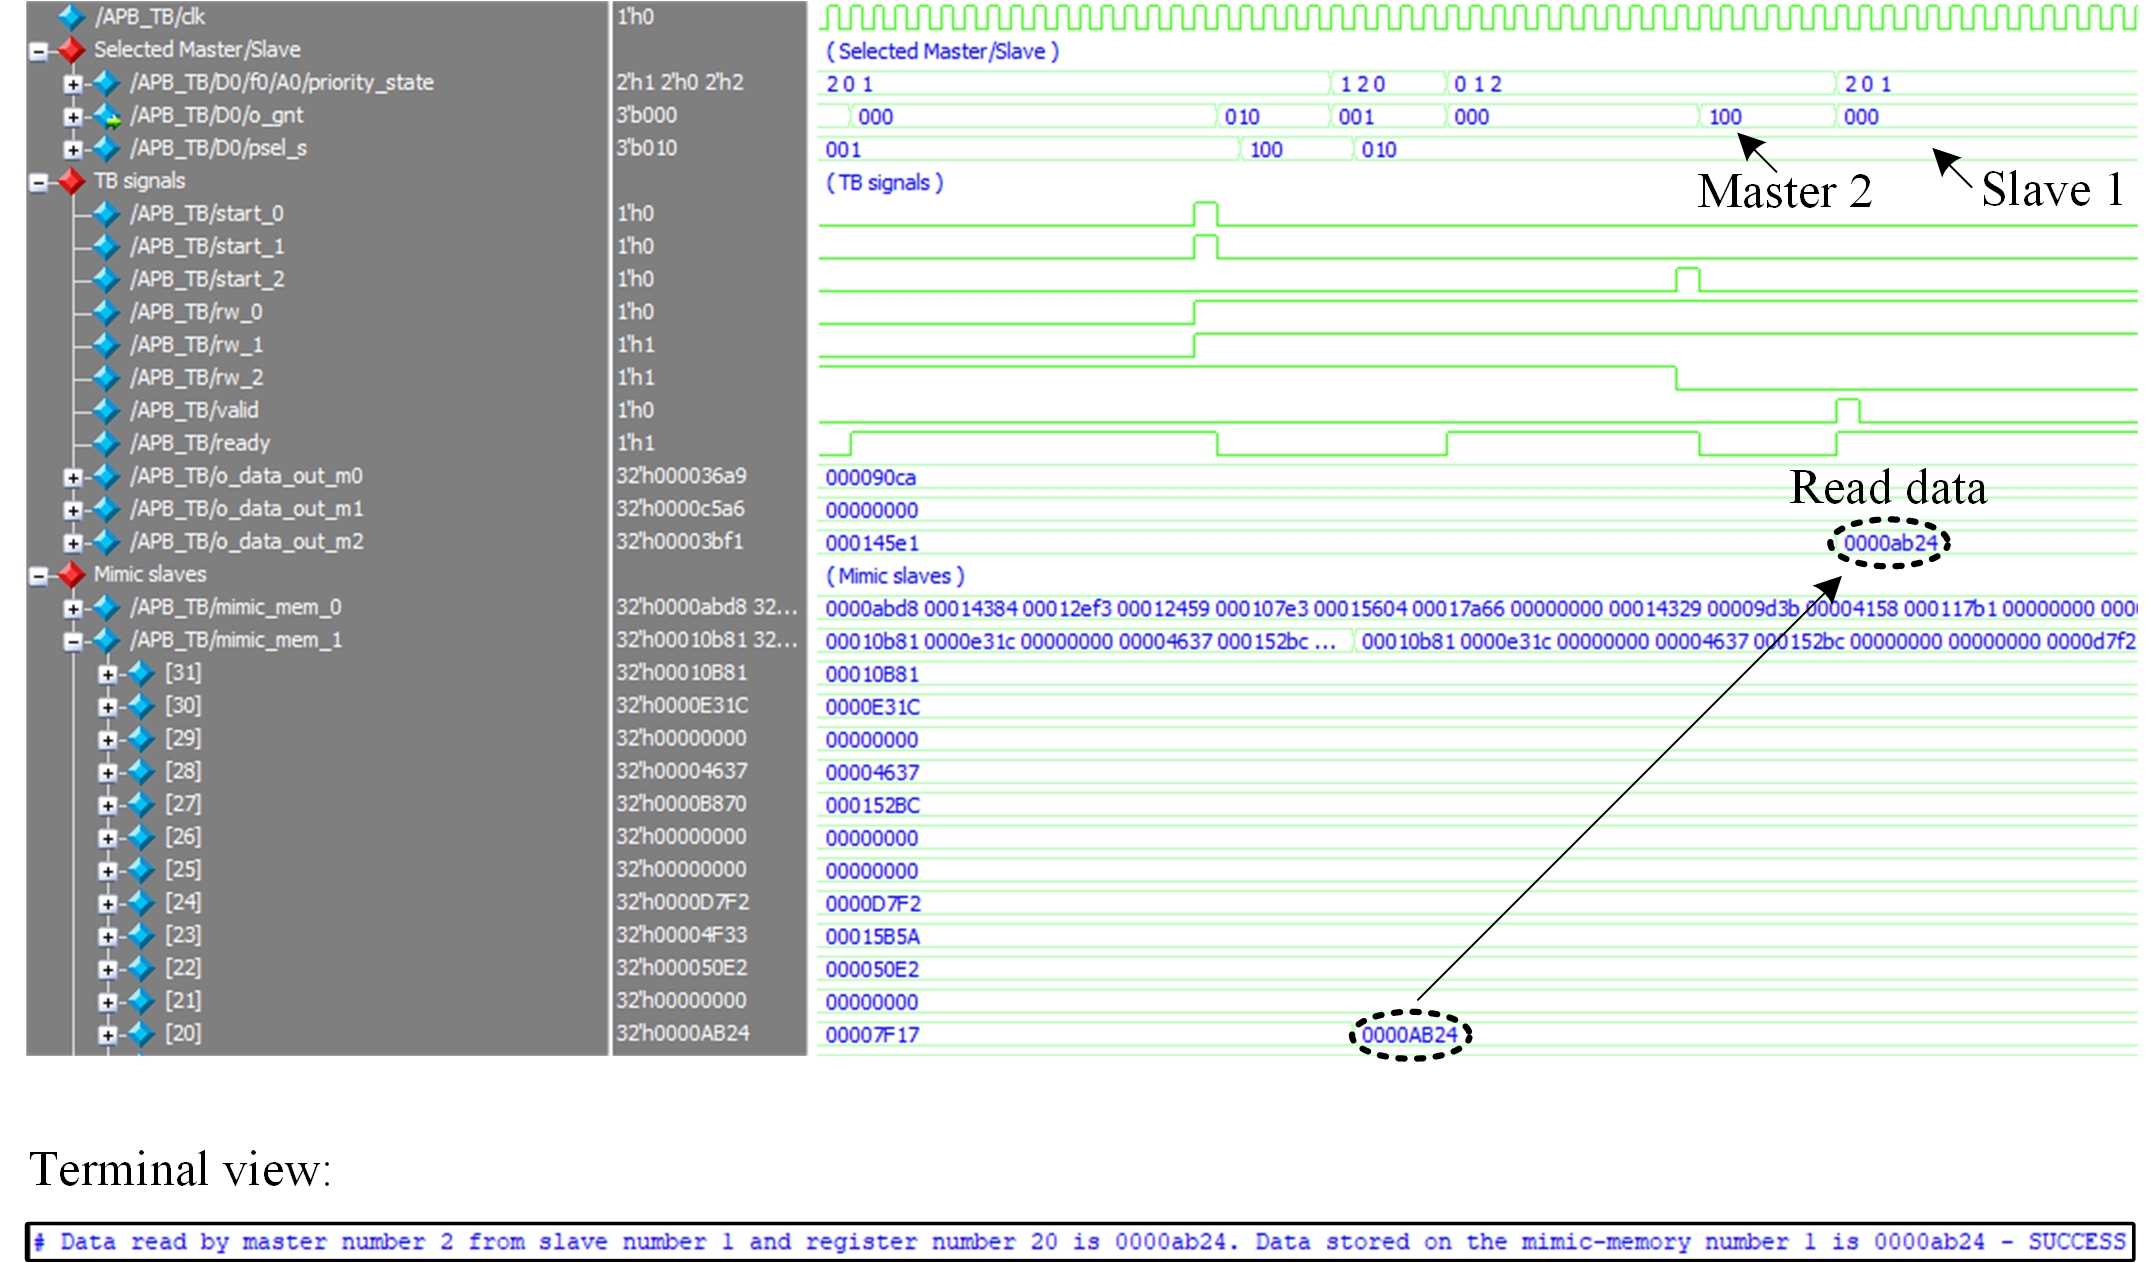 /APB_TB/clk 1'h0
Selected Master/Slave ( Selected Master/Slave )
/APB_TB/D0/f0/A0/priority_state 2'h1 2'h0 2'h2 2 0 1 1 2 0 0 1 2 2 0 1
/APB_TB/D0/o_gnt 3'b000 000 010 001 000 100 000
/APB_TB/D0/psel_s 3'b010 001 100 010
TB signals ( TB signals )
Master 2 Slave 1
/APB_TB/start_0 1'h0
/APB_TB/start_1 1'h0
/APB_TB/start_2 1'h0
/APB_TB/rw_0 1'h0
/APB_TB/rw_1 1'h1
/APB_TB/rw_2 1'h1
/APB_TB/valid 1'h0
/APB_TB/ready 1'h1
/APB_TB/o_data_out_m0 32'h000036a9 000090ca
Read data
/APB_TB/o_data_out_m1 32'h0000c5a6 00000000
/APB_TB/o_data_out_m2 32'h00003bf1 000145e1 0000ab24
Mimic slaves ( Mimic slaves )
/APB_TB/mimic_mem_0 32'h0000abd8 32... 0000abd8 00014384 00012ef3 00012459 000107e3 00015604 00017a66 00000000 00014329 00009d3b 00004158 000117b1 00000000 000
/APB_TB/mimic_mem_1 32'h00010b81 32... 00010b81 0000e31c 00000000 00004637 000152bc ... 00010b81 0000e31c 00000000 00004637 000152bc 00000000 00000000 0000d7f2
[31] 32'h00010B81 00010B81
[30] 32'h0000E31C 0000E31C
[29] 32'h00000000 00000000
[28] 32'h00004637 00004637
[27] 32'h0000B870 000152BC
[26] 32'h00000000 00000000
[25] 32'h00000000 00000000
[24] 32'h0000D7F2 0000D7F2
[23] 32'h00004F33 00015B5A
[22] 32'h000050E2 000050E2
[21] 32'h00000000 00000000
[20] 32'h0000AB24 00007F17 0000AB24
Terminal view:
# Data read by master number 2 from slave number 1 and register number 20 is 0000ab24. Data stored on the mimic-memory number 1 is 0000ab24 - SUCCESS